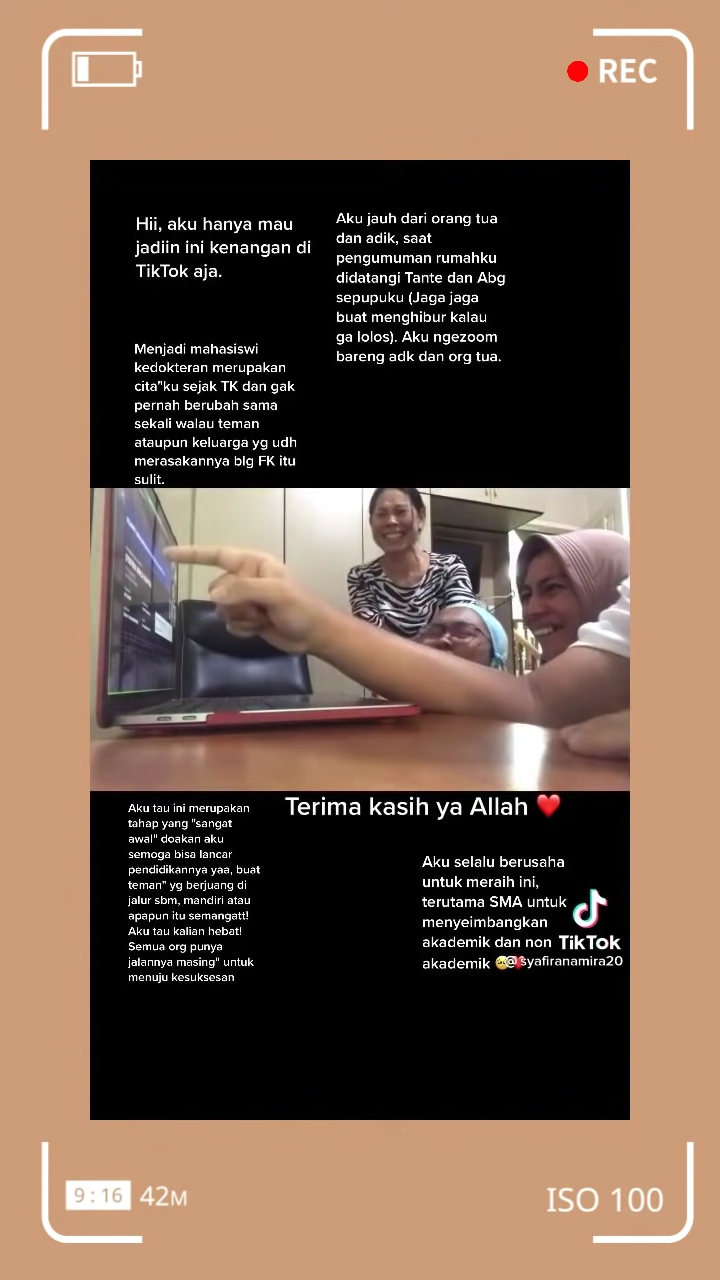 REC
Hii, aku hanya mau
jadiin ini kenangan di
TikTok aja.
Aku jauh dari orang tua
dan adik, saat
pengumuman rumahku
didatangi Tante dan Abg
sepupuku (Jaga jaga
buat menghibur kalau
ga lolos). Aku ngezoom
bareng adk dan org tua.
Menjadi mahasiswi
kedokteran merupakan
cita"ku sejak TK dan gak
pernah berubah sama
sekali walau teman
ataupun keluarga yg udh
merasakannya blg FK itu
sulit.
Terima kasih ya Allah ❤️
Aku tau ini merupakan
tahap yang "sangat
awal" doakan aku
semoga bisa lancar
pendidikannya yaa, buat
teman" yg berjuang di
jalur sbm, mandiri atau
apapun itu semangatt!
Aku tau kalian hebat!
Semua org punya
jalannya masing" untuk
menuju kesuksesan
Aku selalu berusaha
untuk meraih ini,
terutama SMA untuk
menyeimbangkan
akademik dan non
akademik
TikTok
@syafiranamira20
9:16 42M
ISO 100